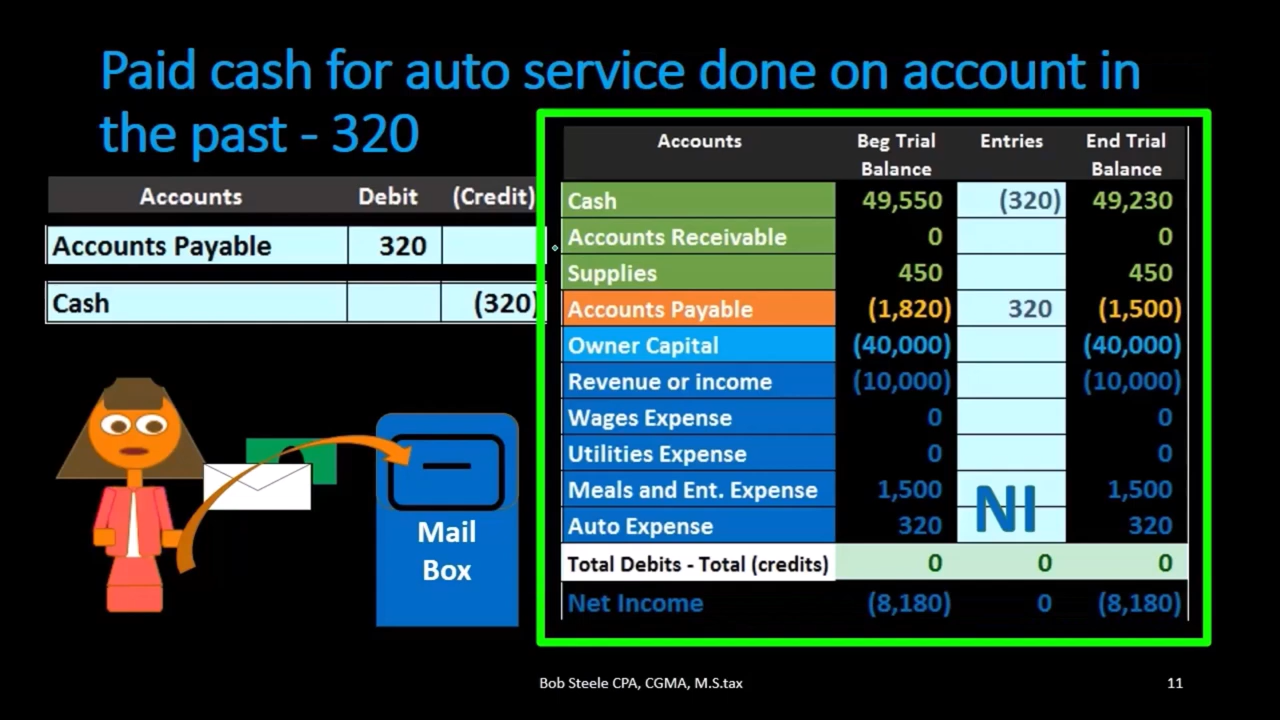 Paid cash for auto service done on account in
the past - 320
Accounts Debit (Credit)
Accounts Payable 320
Cash (320)
Mail
Box
Accounts Beg Trial Balance Entries End Trial Balance
Cash 49,550 (320) 49,230
Accounts Receivable 0 0
Supplies 450 450
Accounts Payable (1,820) 320 (1,500)
Owner Capital (40,000) (40,000)
Revenue or income (10,000) (10,000)
Wages Expense 0 0
Utilities Expense 0 0
Meals and Ent. Expense 1,500 1,500
NI
Auto Expense 320 320
Total Debits - Total (credits) 0 0 0
Net Income (8,180) 0 (8,180)
Bob Steele CPA, CGMA, M.S.tax 11